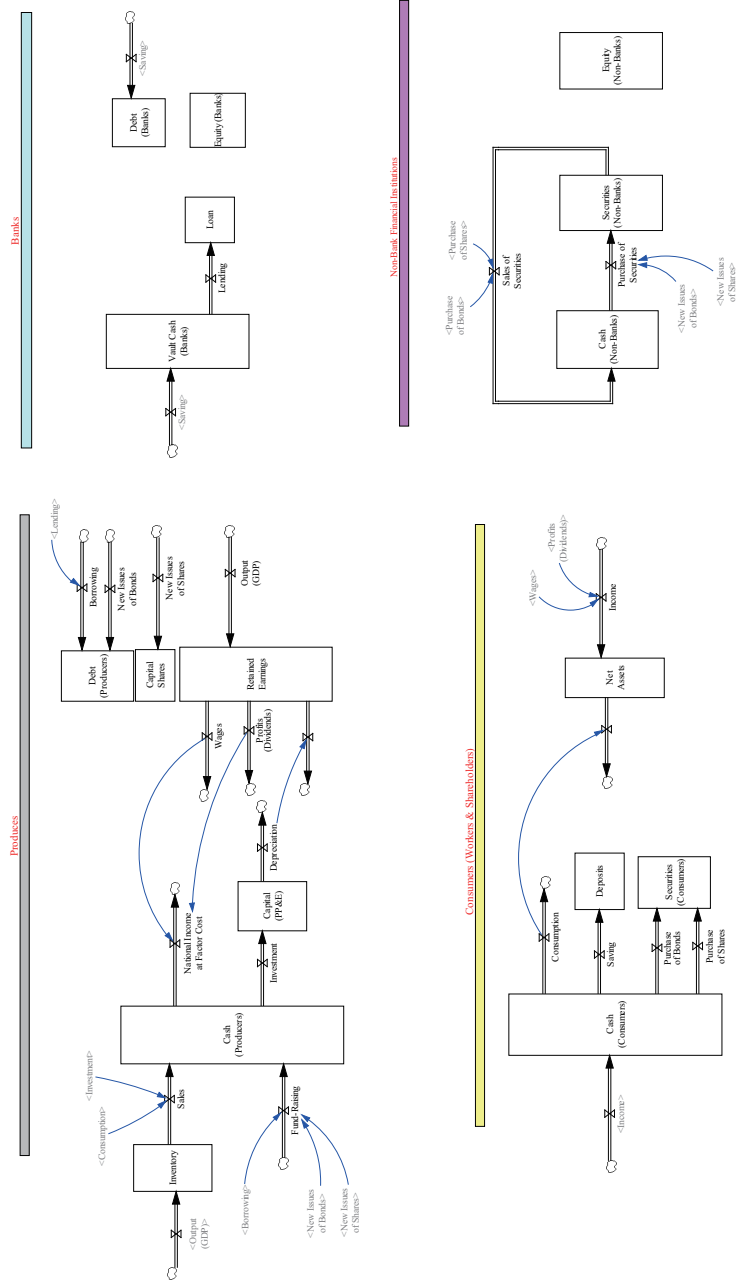 Produces
<Output
(GDP)>
Inventory
<Consumption>
<Investment>
Sales
<Borrowing>
<New Issues
of Bonds>
<New Issues
of Shares>
Fund-Raising
Cash
(Producers)
National Income
at Factor Cost
Investment
Capital
(PP&E)
Depreciation
Wages
Profits
(Dividends)
Retained
Earnings
Output
(GDP)
Debt
(Producers)
Capital
Shares
<Lending>
Borrowing
New Issues
of Bonds
New Issues
of Shares
Banks
<Saving>
Vault Cash
(Banks)
Lending
Loan
Debt
(Banks)
Equity (Banks)
<Saving>
Consumers (Workers & Shareholders)
<Income>
Cash
(Consumers)
Consumption
Saving
Purchase
of Bonds
Purchase
of Shares
Deposits
Securities
(Consumers)
Net
Assets
<Wages>
<Profits
(Dividends)>
Income
Non-Bank Financial Institutions
<Purchase
of Bonds>
<Purchase
of Shares>
Sales of
Securities
Cash
(Non-Banks)
Purchase of
Securities
<New Issues
of Bonds>
<New Issues
of Shares>
Securities
(Non-Banks)
Equity
(Non-Banks)